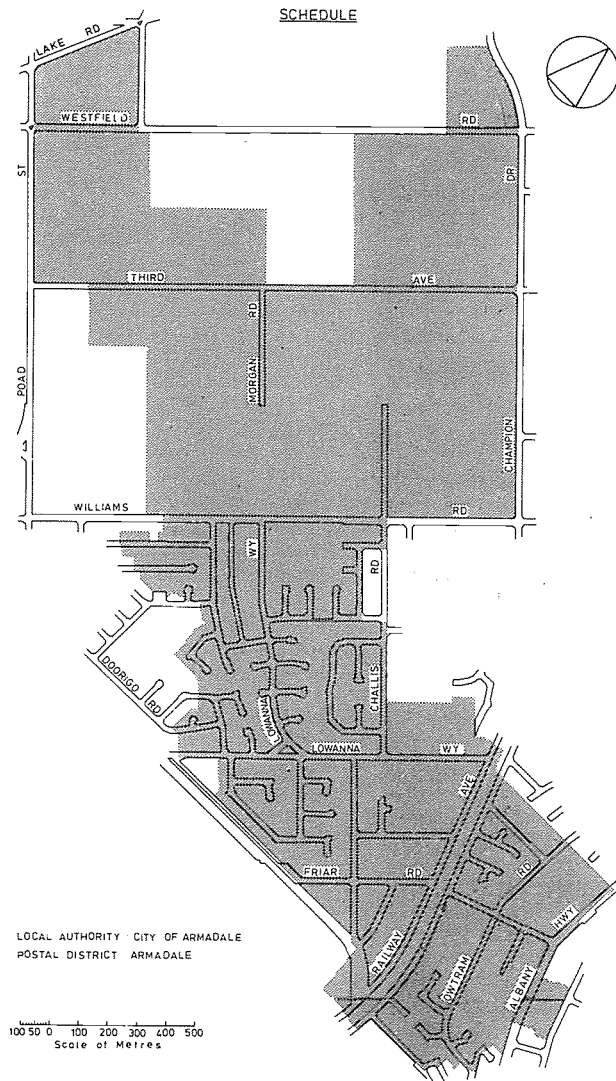 SCHEDULE
LAKE RD
WESTFIELD RD
ST
DR
THIRD AVE
RD
MORGAN
POAD
CHAMPION
WILLIAMS RD
WY
RD
DOORIGO RD
LOWANNA
CHALLIS
LOWANNA WY
AVE
FRIAR RD
RD
HWY
RAILWAY
OWTRAM
ALBANY
LOCAL AUTHORITY CITY OF ARMADALE
POSTAL DISTRICT ARMADALE
100 50 0 100 200 300 400 500
Scale of Metres